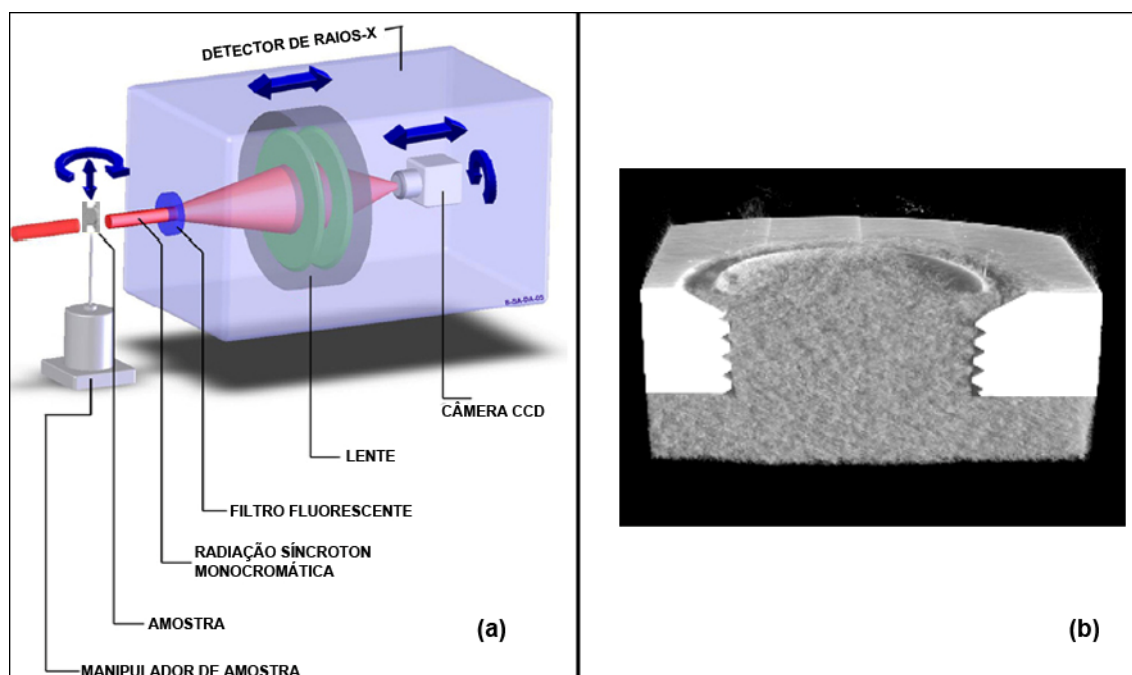 DETECTOR DE RAIOS-X
CÂMERA CCD
LENTE
FILTRO FLUORESCENTE
RADIAÇÃO SÍNCROTON
MONOCROMÁTICA
AMOSTRA
MANIPULADOR DE AMOSTRA
(a)
(b)